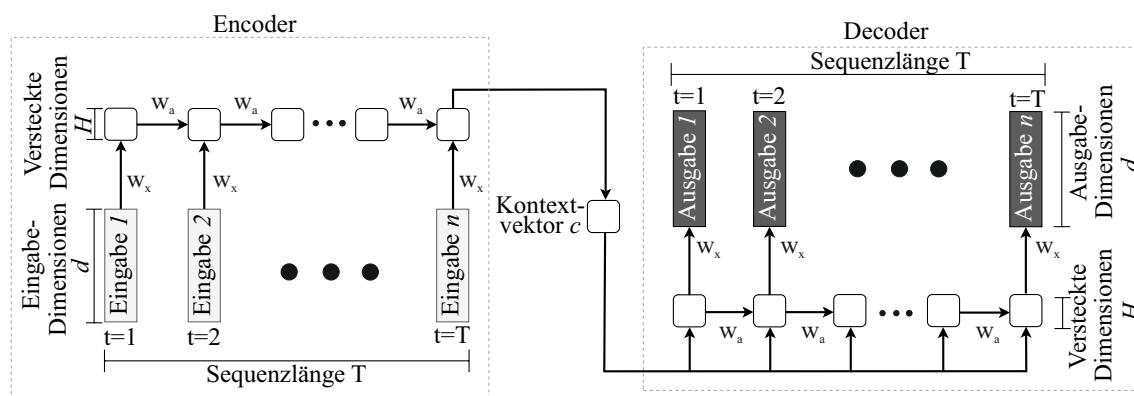 Encoder
Versteckte
Dimensionen
H
W_a
W_a
W_a
W_x
W_x
W_x
Eingabe-
Dimensionen
d
Eingabe 1
Eingabe 2
Eingabe n
t=1
t=2
t=T
Sequenzlänge T
Kontext-
vektor c
Decoder
Sequenzlänge T
t=1
t=2
t=T
Ausgabe 1
Ausgabe 2
Ausgabe n
Ausgabe-
Dimensionen
d
W_x
W_x
W_x
W_a
W_a
W_a
Versteckte
Dimensionen
H